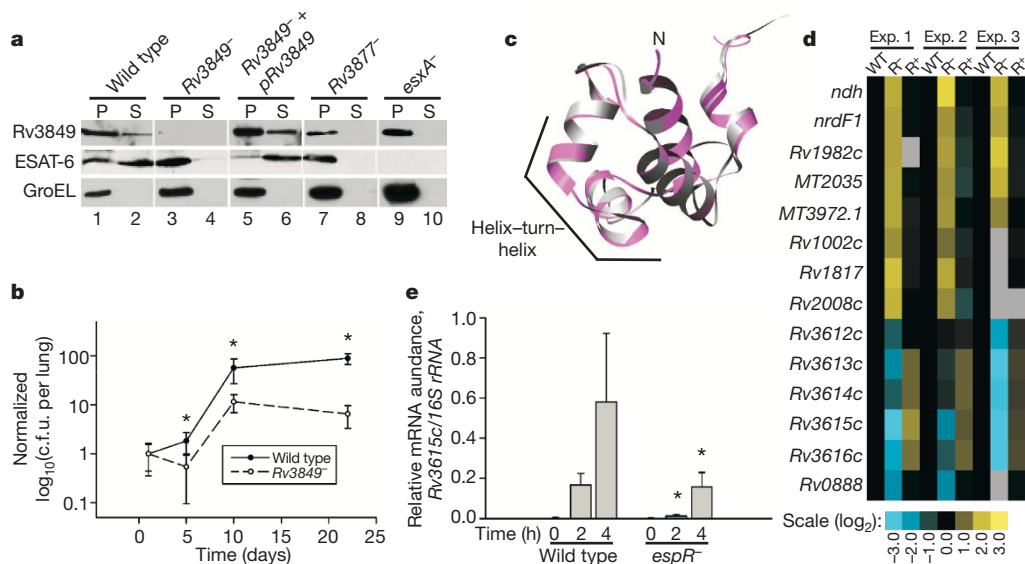 a
Wild type
Rv3849⁻
Rv3849⁻ +
pRv3849
Rv3877⁻
esxA⁻
P S P S P S P S P S
Rv3849
ESAT-6
GroEL
1 2 3 4 5 6 7 8 9 10
b
Normalized
log₁₀(c.f.u. per lung)
100
10
1
0.1
* * *
Wild type
Rv3849⁻
0 5 10 15 20 25
Time (days)
c
N
Helix–turn–
helix
e
Relative mRNA aundance,
Rv3615c/16S rRNA
1.0
0.8
0.6
0.4
0.2
0.0
* *
Time (h) 0 2 4 0 2 4
Wild type espR⁻
d
Exp. 1 Exp. 2 Exp. 3
WT R⁻ R⁺ WT R⁻ R⁺ WT R⁻ R⁺
ndh
nrdF1
Rv1982c
MT2035
MT3972.1
Rv1002c
Rv1817
Rv2008c
Rv3612c
Rv3613c
Rv3614c
Rv3615c
Rv3616c
Rv0888
Scale (log₂):
−3.0 −2.0 −1.0 0.0 1.0 2.0 3.0